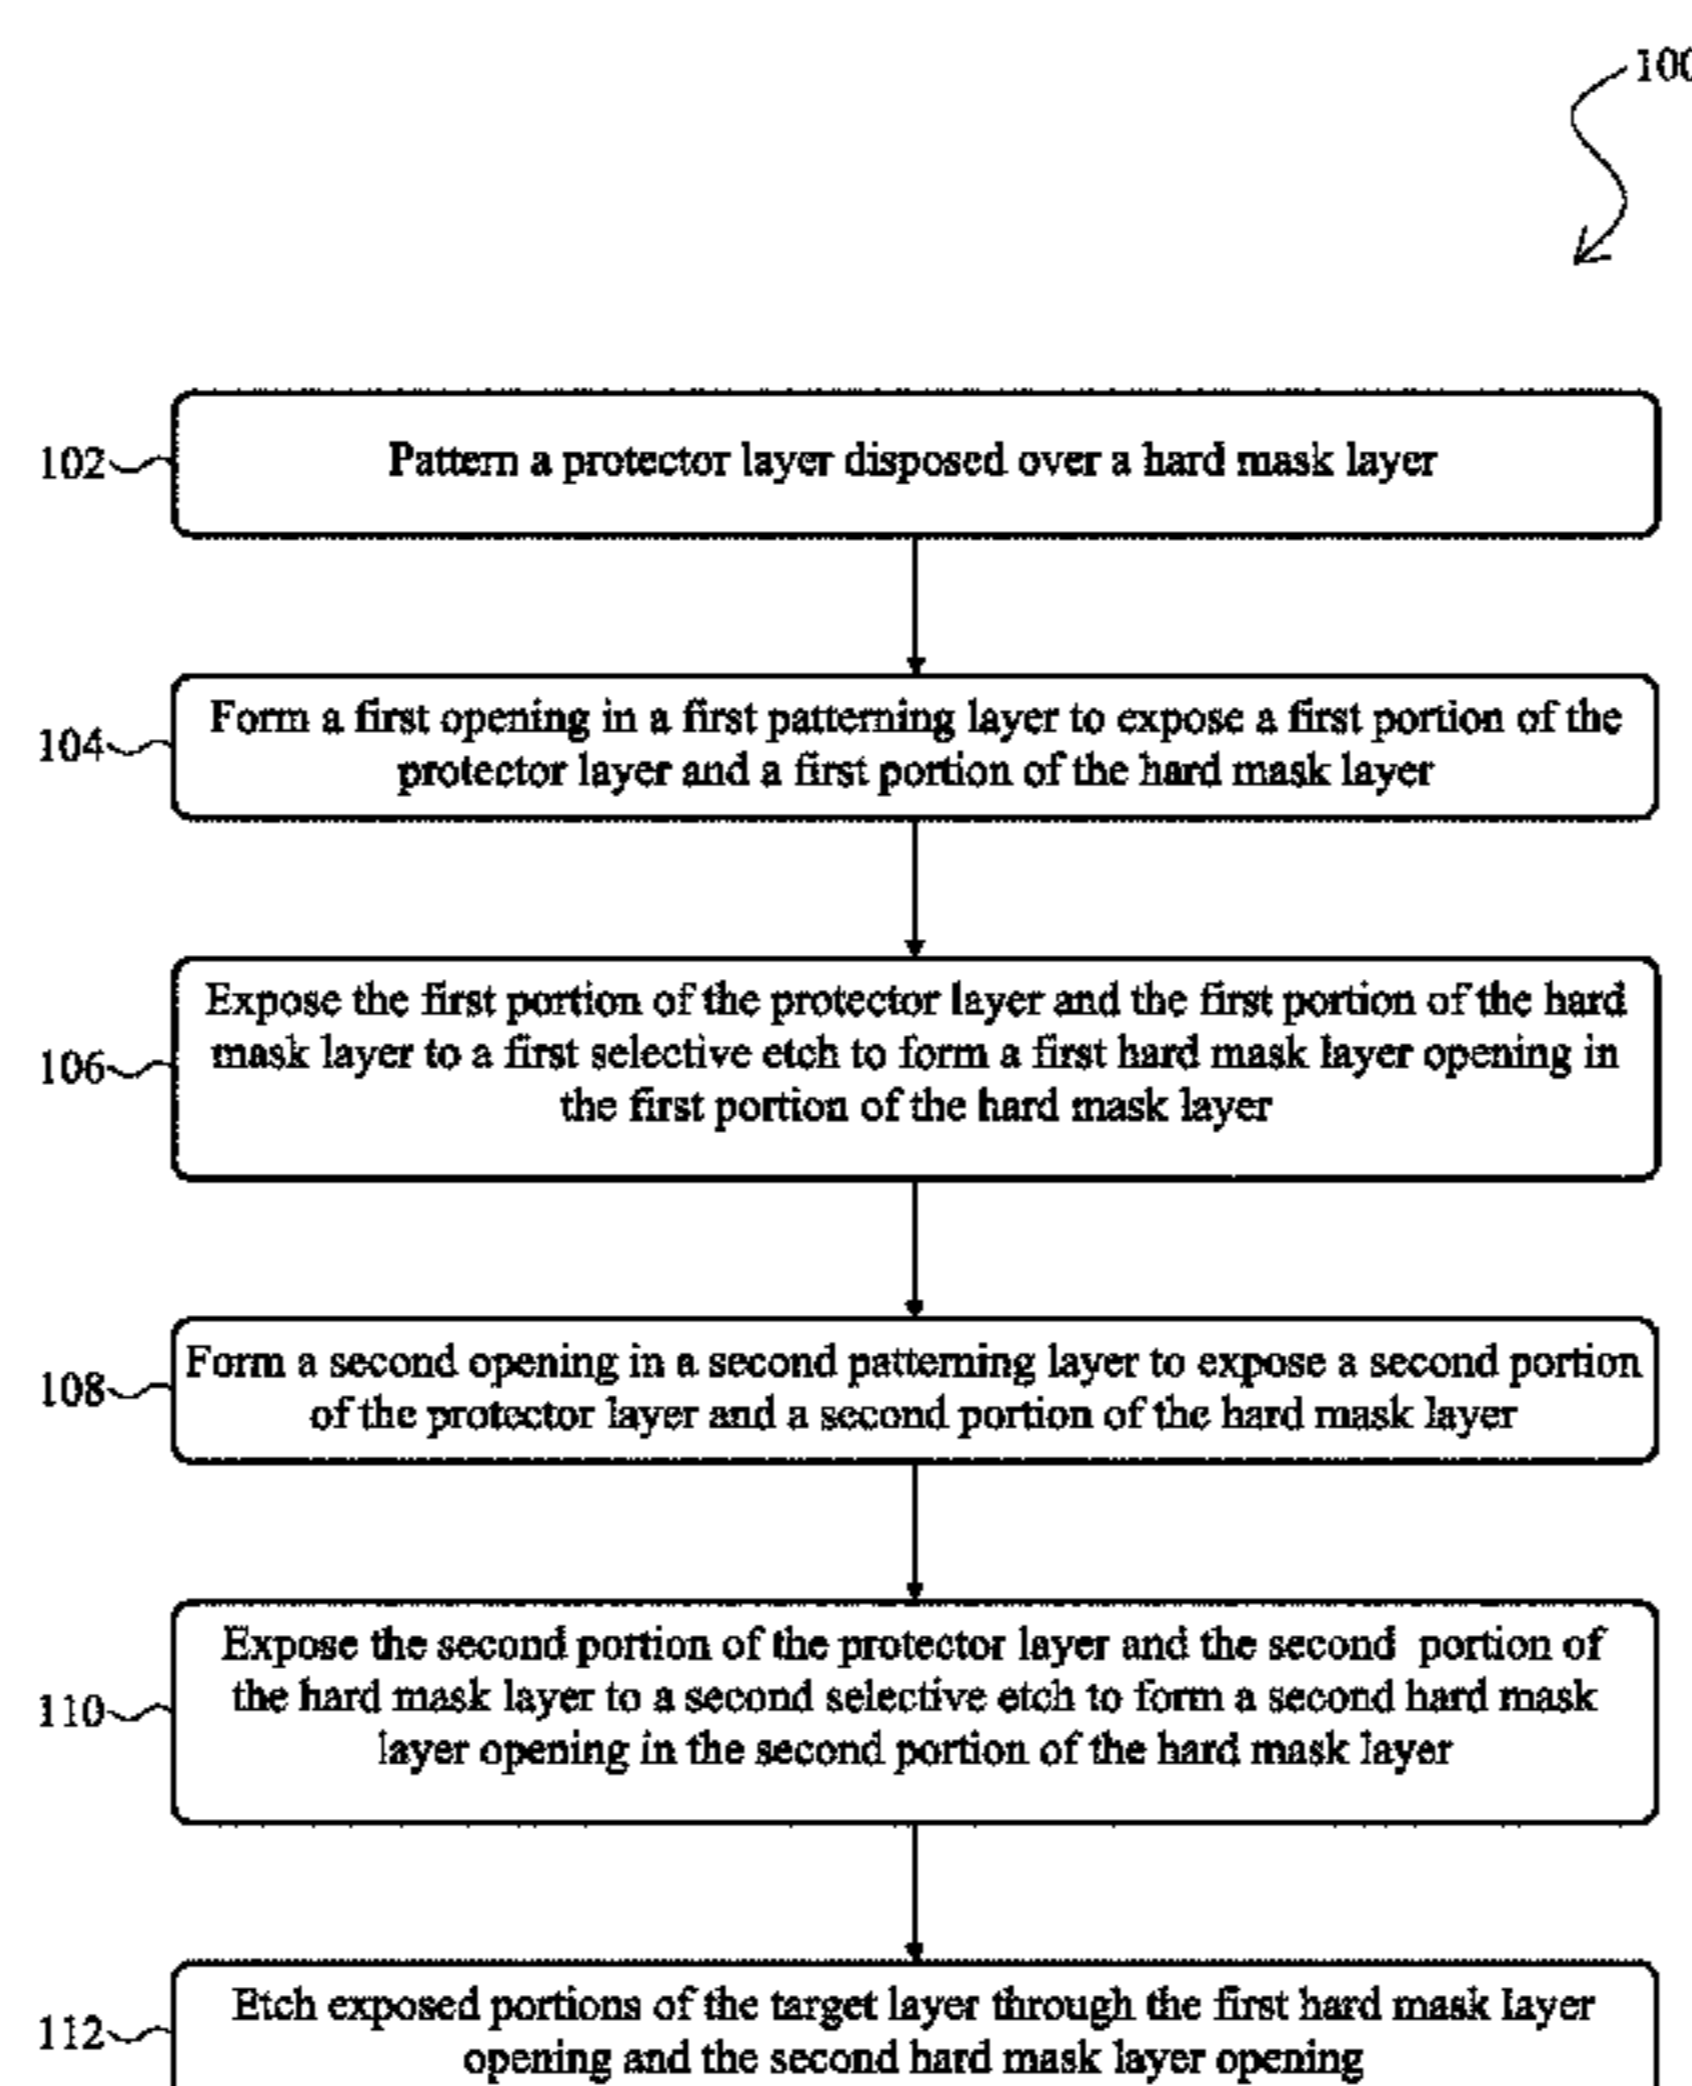 100
102
Pattern a protector layer disposed over a hard mask layer
104
Form a first opening in a first patterning layer to expose a first portion of the
protector layer and a first portion of the hard mask layer
106
Expose the first portion of the protector layer and the first portion of the hard
mask layer to a first selective etch to form a first hard mask layer opening in
the first portion of the hard mask layer
108
Form a second opening in a second patterning layer to expose a second portion
of the protector layer and a second portion of the hard mask layer
110
Expose the second portion of the protector layer and the second portion of
the hard mask layer to a second selective etch to form a second hard mask
layer opening in the second portion of the hard mask layer
112
Etch exposed portions of the target layer through the first hard mask layer
opening and the second hard mask layer opening